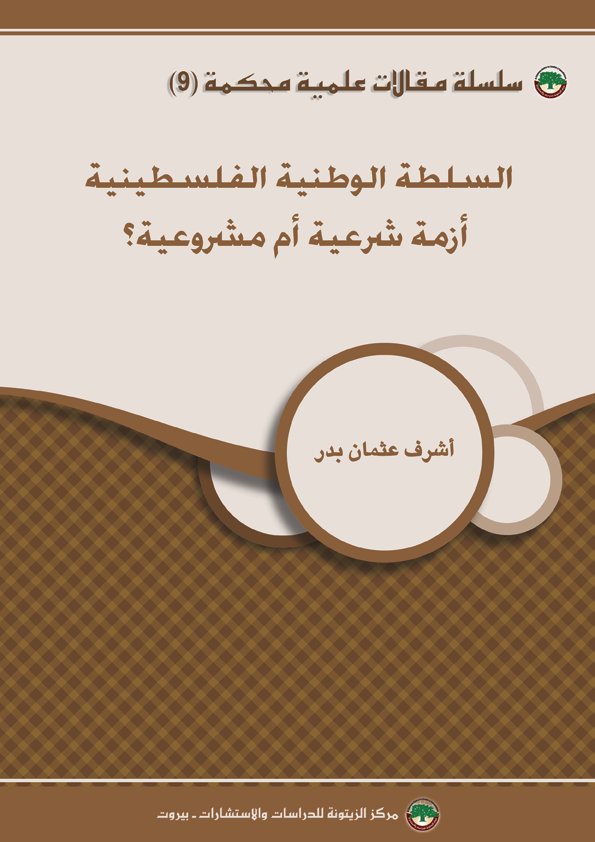 سلسلة مقالات علمية محكمة (9)
السلطة الوطنية الفلسطينية
أزمة شرعية أم مشروعية؟
أشرف عثمان بدر
مركز الزيتونة للدراسات والاستشارات ـ بيروت